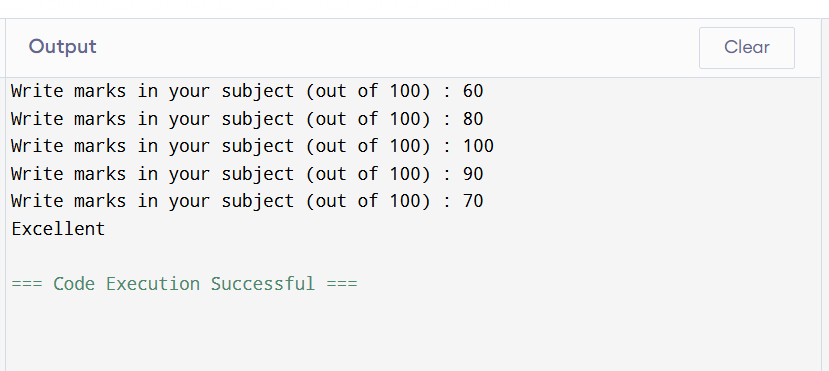 Output
Clear
Write marks in your subject (out of 100) : 60
Write marks in your subject (out of 100) : 80
Write marks in your subject (out of 100) : 100
Write marks in your subject (out of 100) : 90
Write marks in your subject (out of 100) : 70
Excellent
=== Code Execution Successful ===